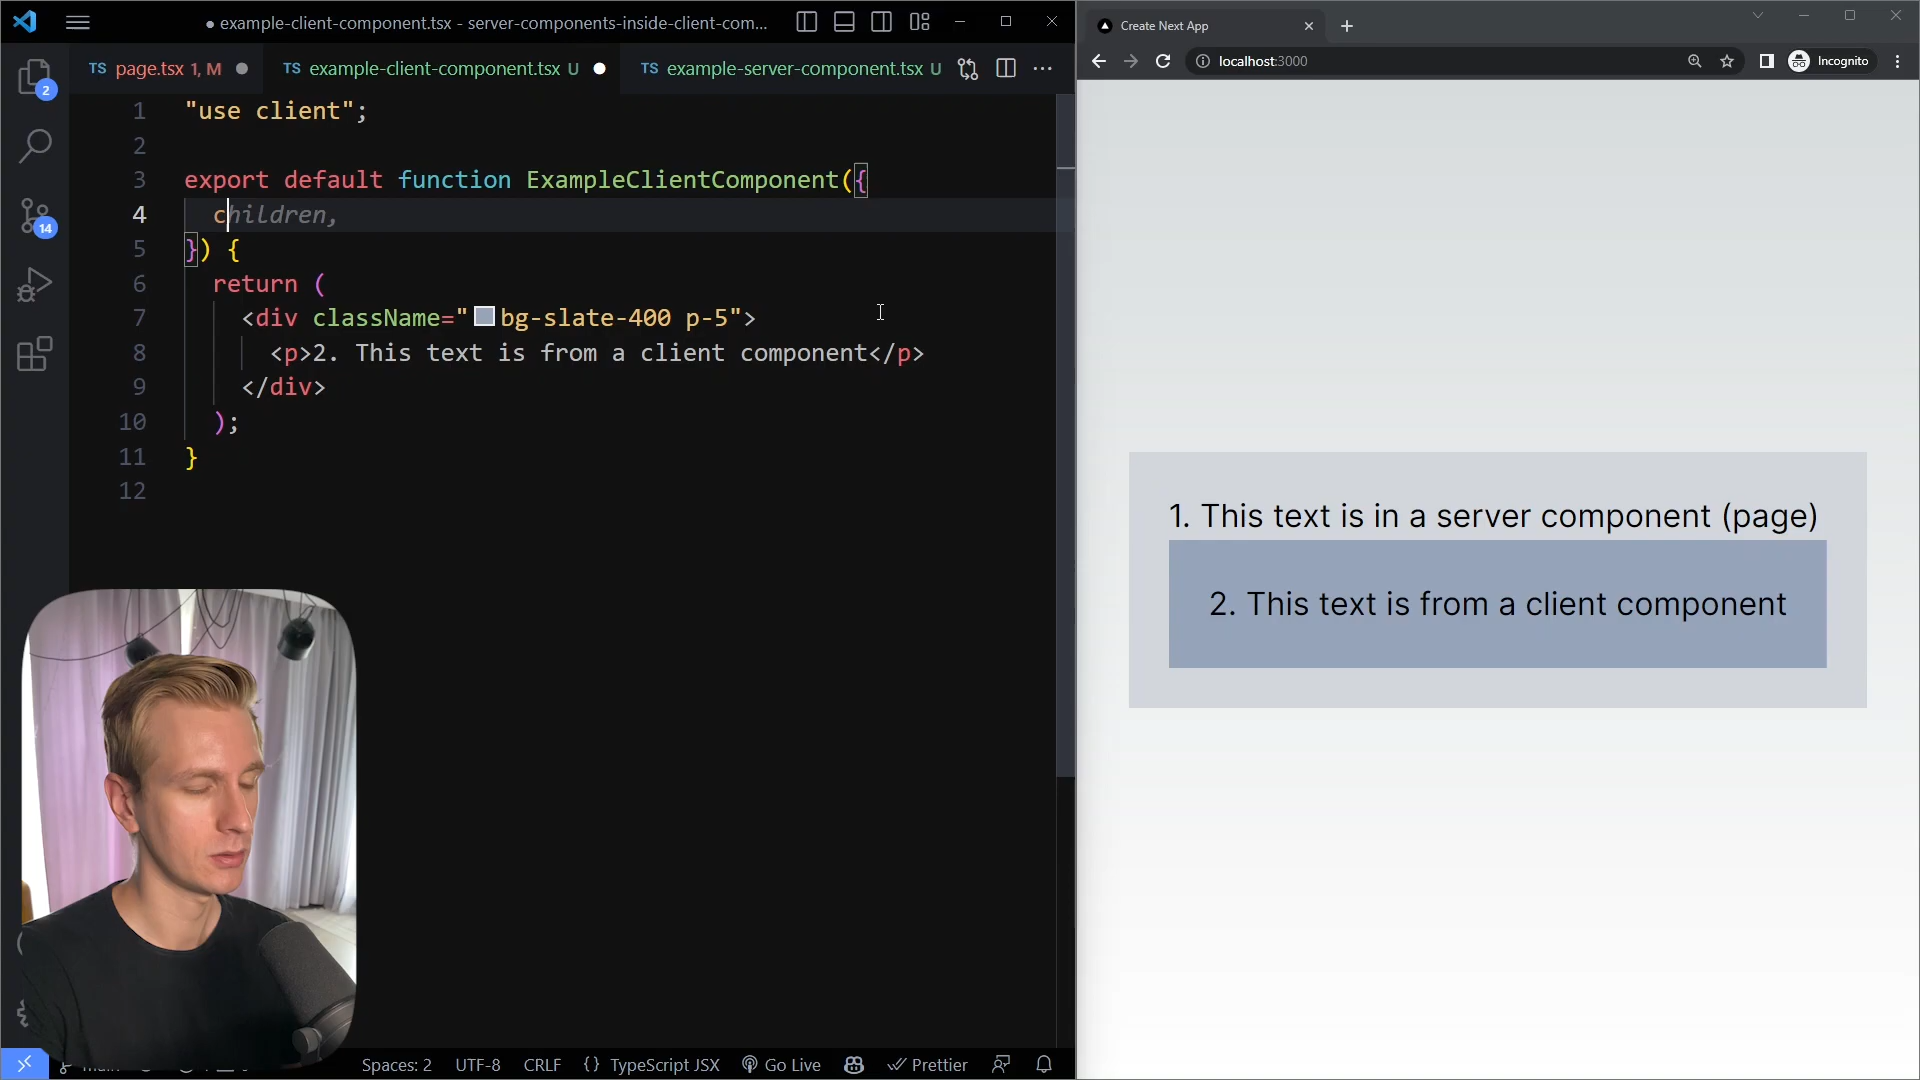 ● example-client-component.tsx - server-components-inside-client-com...
TS page.tsx 1, M ●
TS example-client-component.tsx U ●
TS example-server-component.tsx U
2
14
1 "use client";
2
3 export default function ExampleClientComponent({
4 children,
5 }) {
6 return (
7 <div className="bg-slate-400 p-5">
8 <p>2. This text is from a client component</p>
9 </div>
10 );
11 }
12
Spaces: 2 UTF-8 CRLF {} TypeScript JSX Go Live Prettier
Create Next App
localhost:3000
Incognito
1. This text is in a server component (page)
2. This text is from a client component